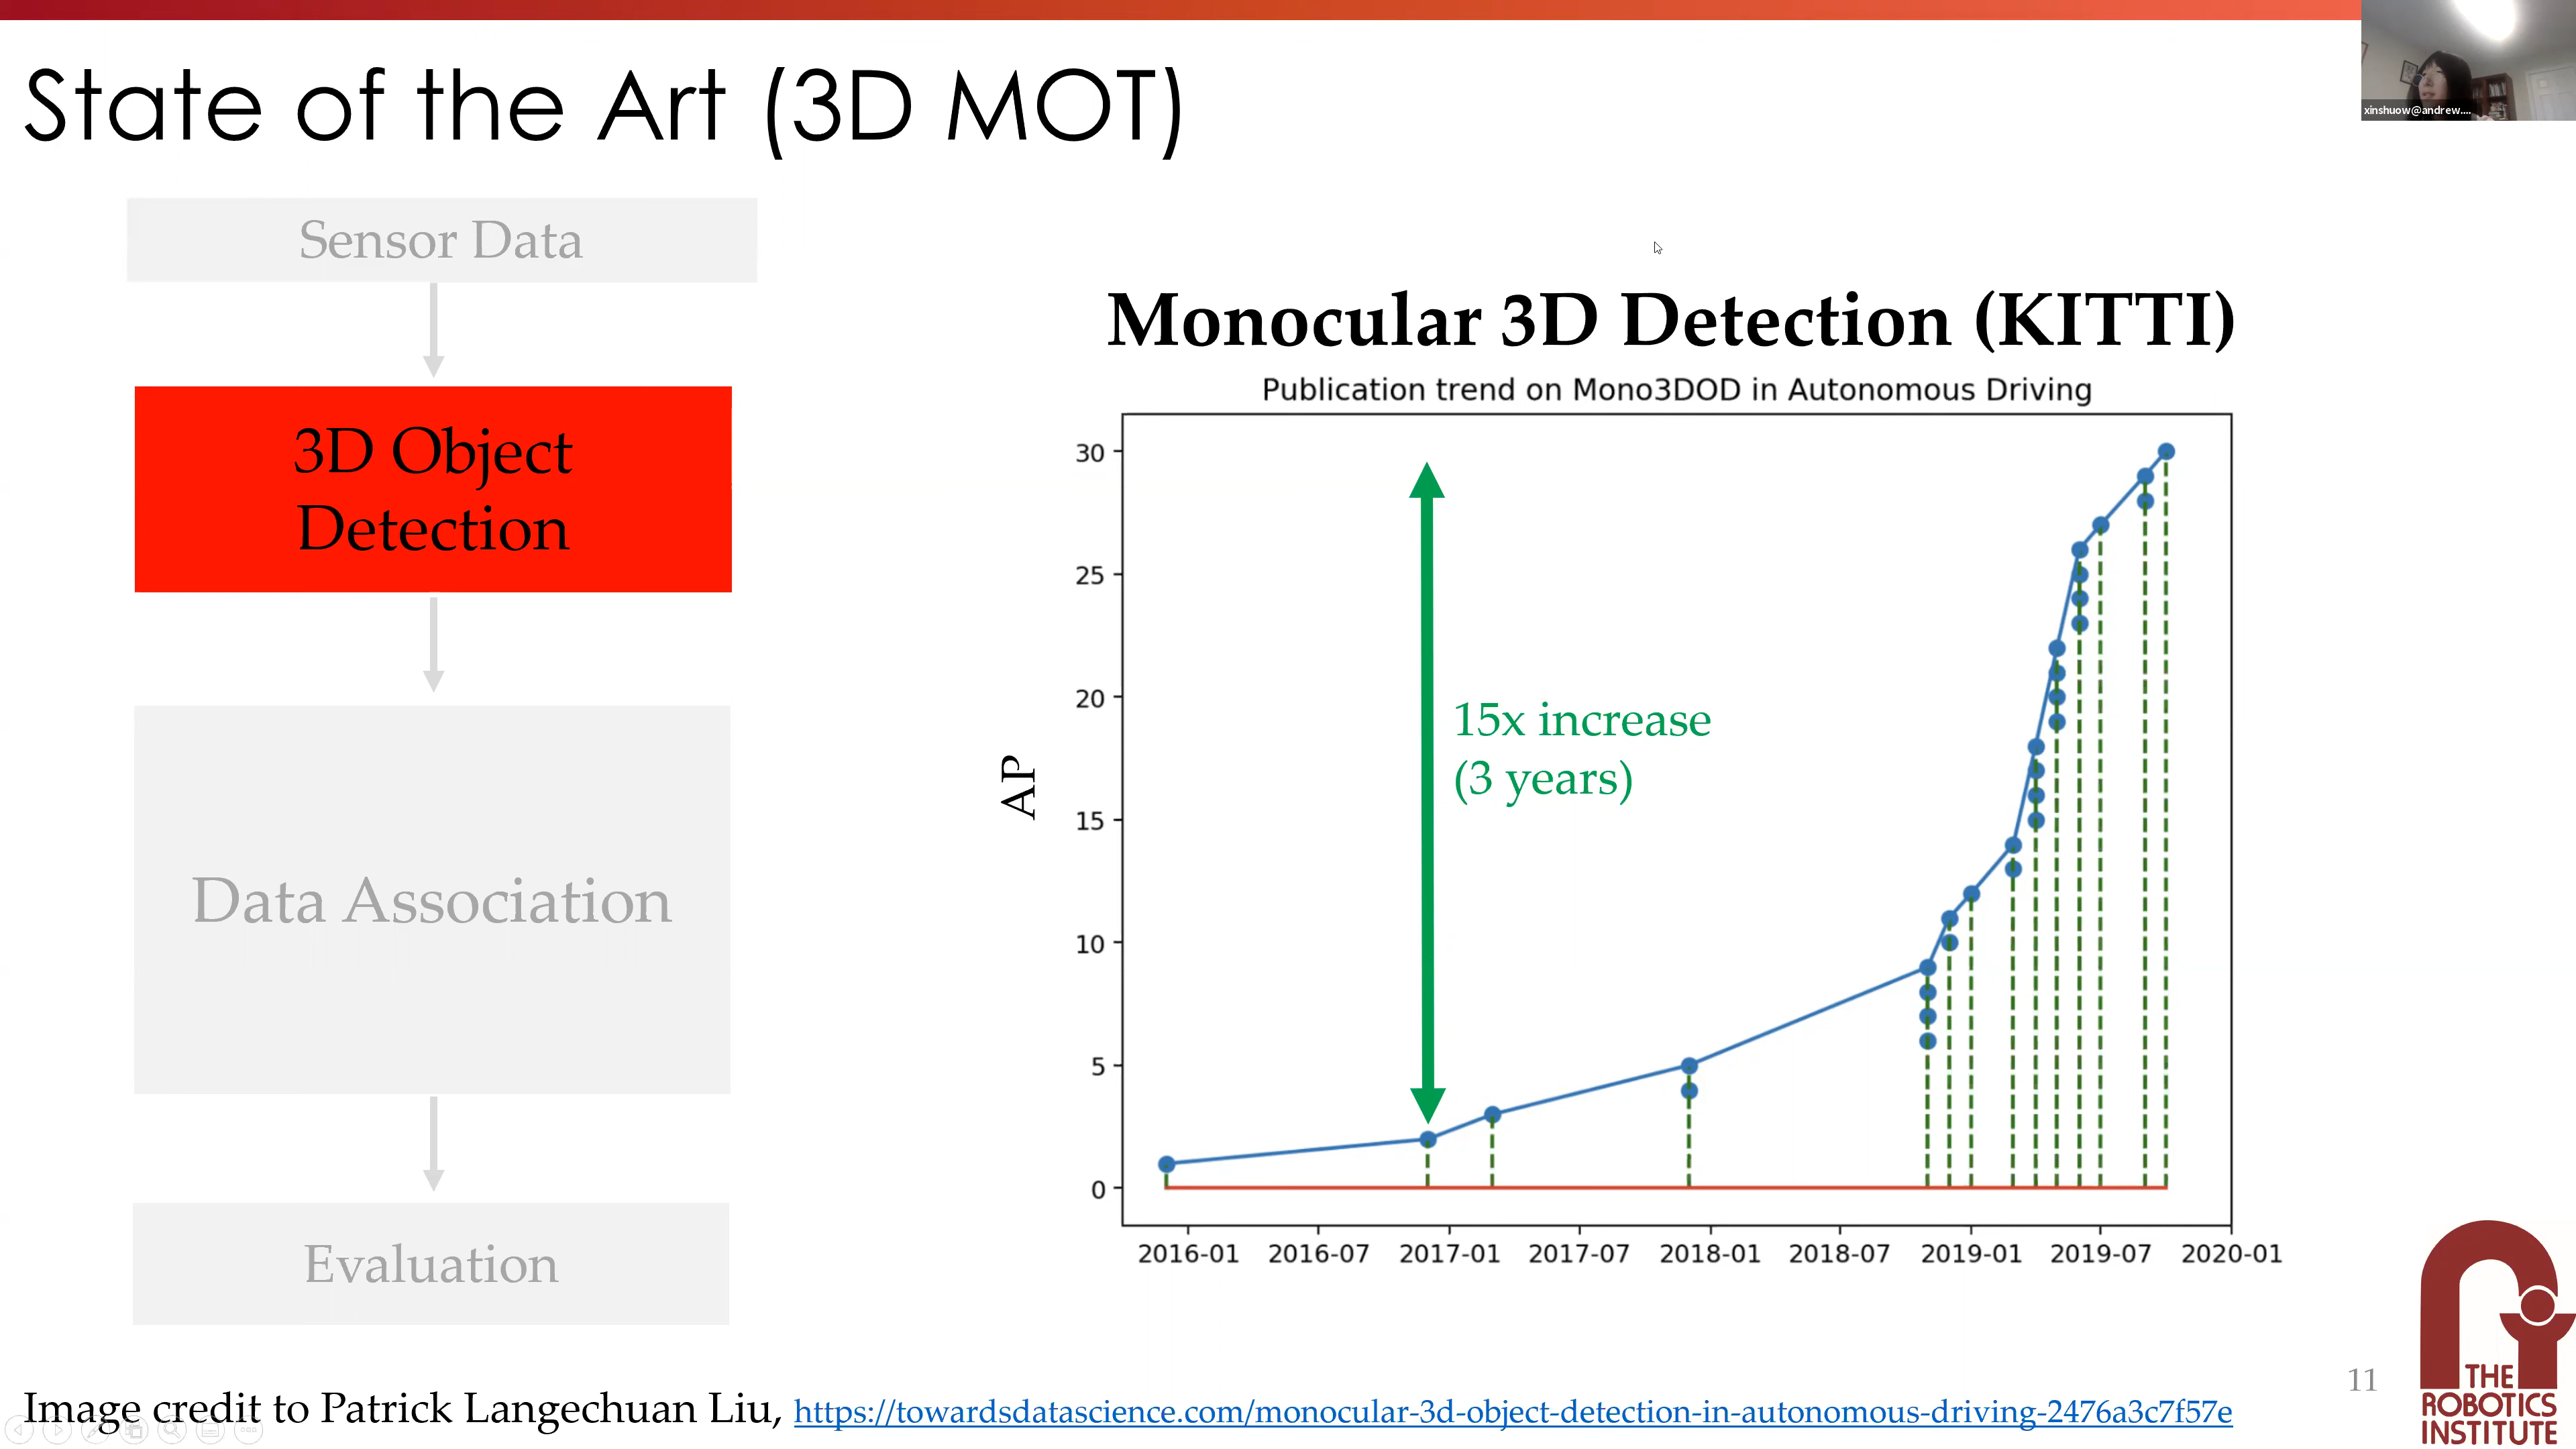 State of the Art (3D MOT)
xinshuow@andrew....
Sensor Data
3D Object
Detection
Data Association
Evaluation
Monocular 3D Detection (KITTI)
Publication trend on Mono3DOD in Autonomous Driving
AP
30
25
20
15
10
5
0
15x increase
(3 years)
2016-01 2016-07 2017-01 2017-07 2018-01 2018-07 2019-01 2019-07 2020-01
Image credit to Patrick Langechuan Liu, https://towardsdatascience.com/monocular-3d-object-detection-in-autonomous-driving-2476a3c7f57e
11
THE
ROBOTICS
INSTITUTE